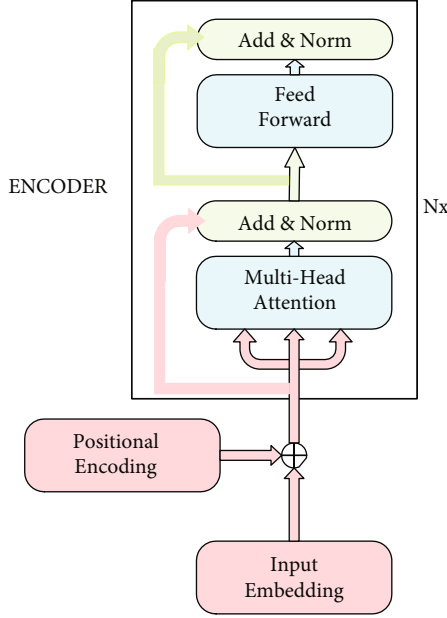 Add & Norm
Feed
Forward
ENCODER
Nx
Add & Norm
Multi-Head
Attention
Positional
Encoding
Input
Embedding